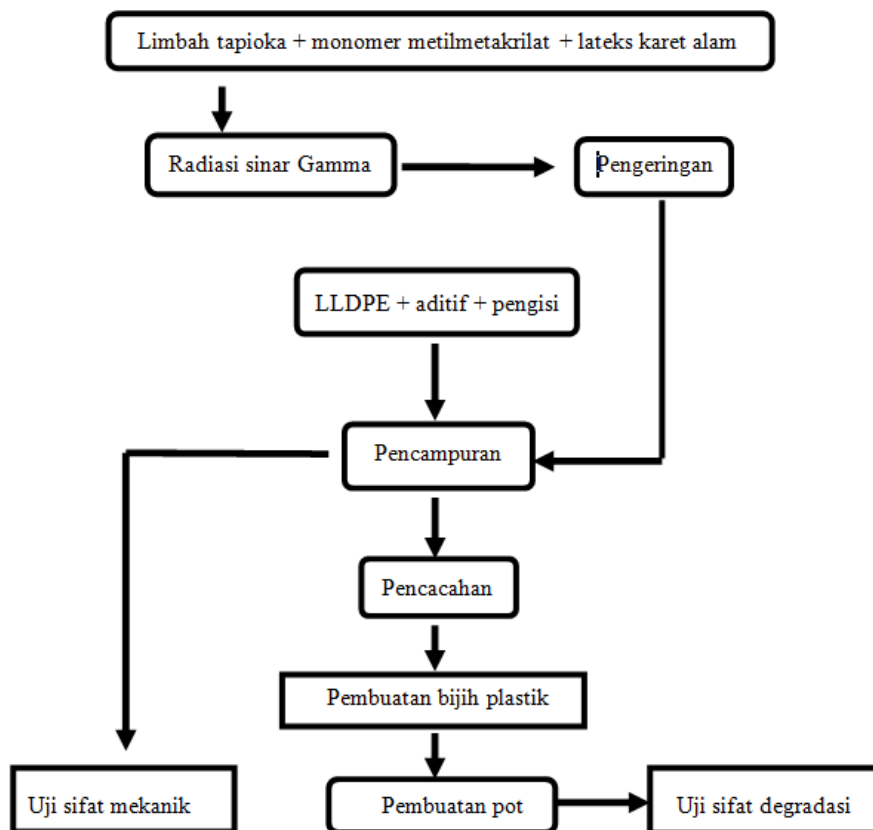 Limbah tapioka + monomer metilmetakrilat + lateks karet alam
Radiasi sinar Gamma
Pengeringan
LLDPE + aditif + pengisi
Pencampuran
Pencacahan
Pembuatan bijih plastik
Uji sifat mekanik
Pembuatan pot
Uji sifat degradasi